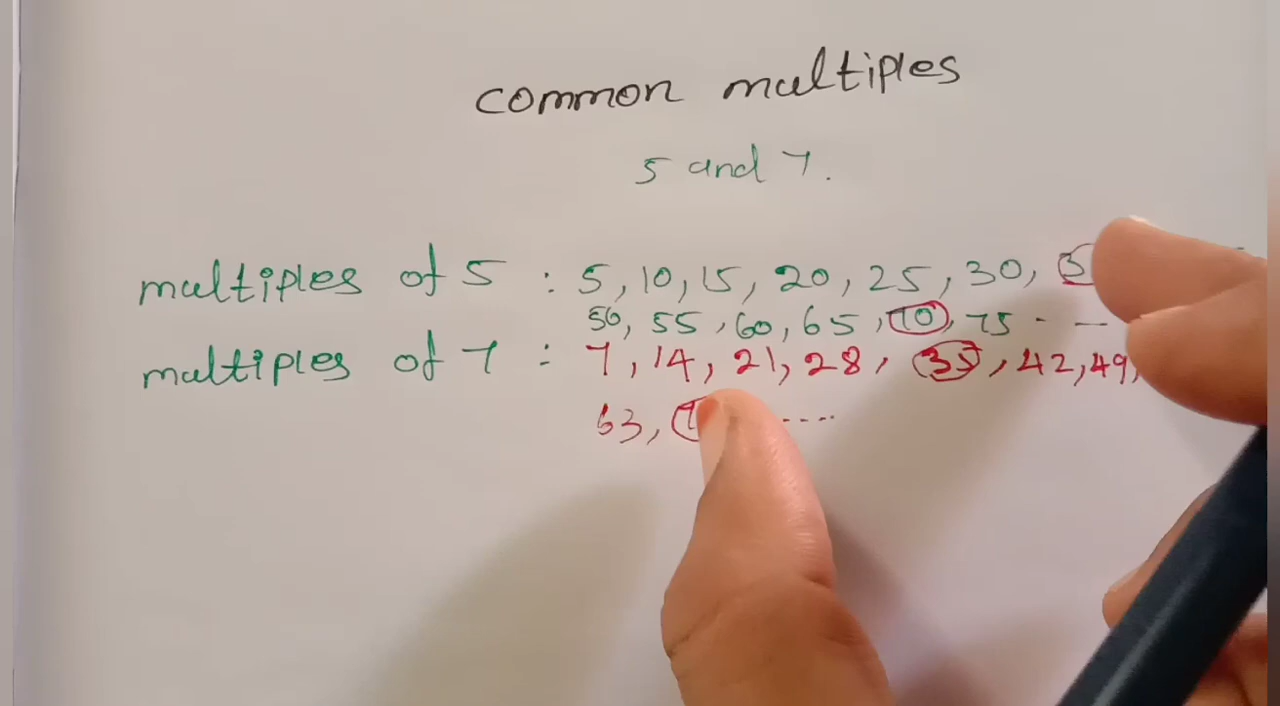 common multiples
5 and 7.
multiples of 5 : 5, 10, 15, 20, 25, 30,
50, 55, 60, 65, 70, 75 - —
multiples of 7 : 7, 14, 21, 28, 35, 42, 49,
63, ....